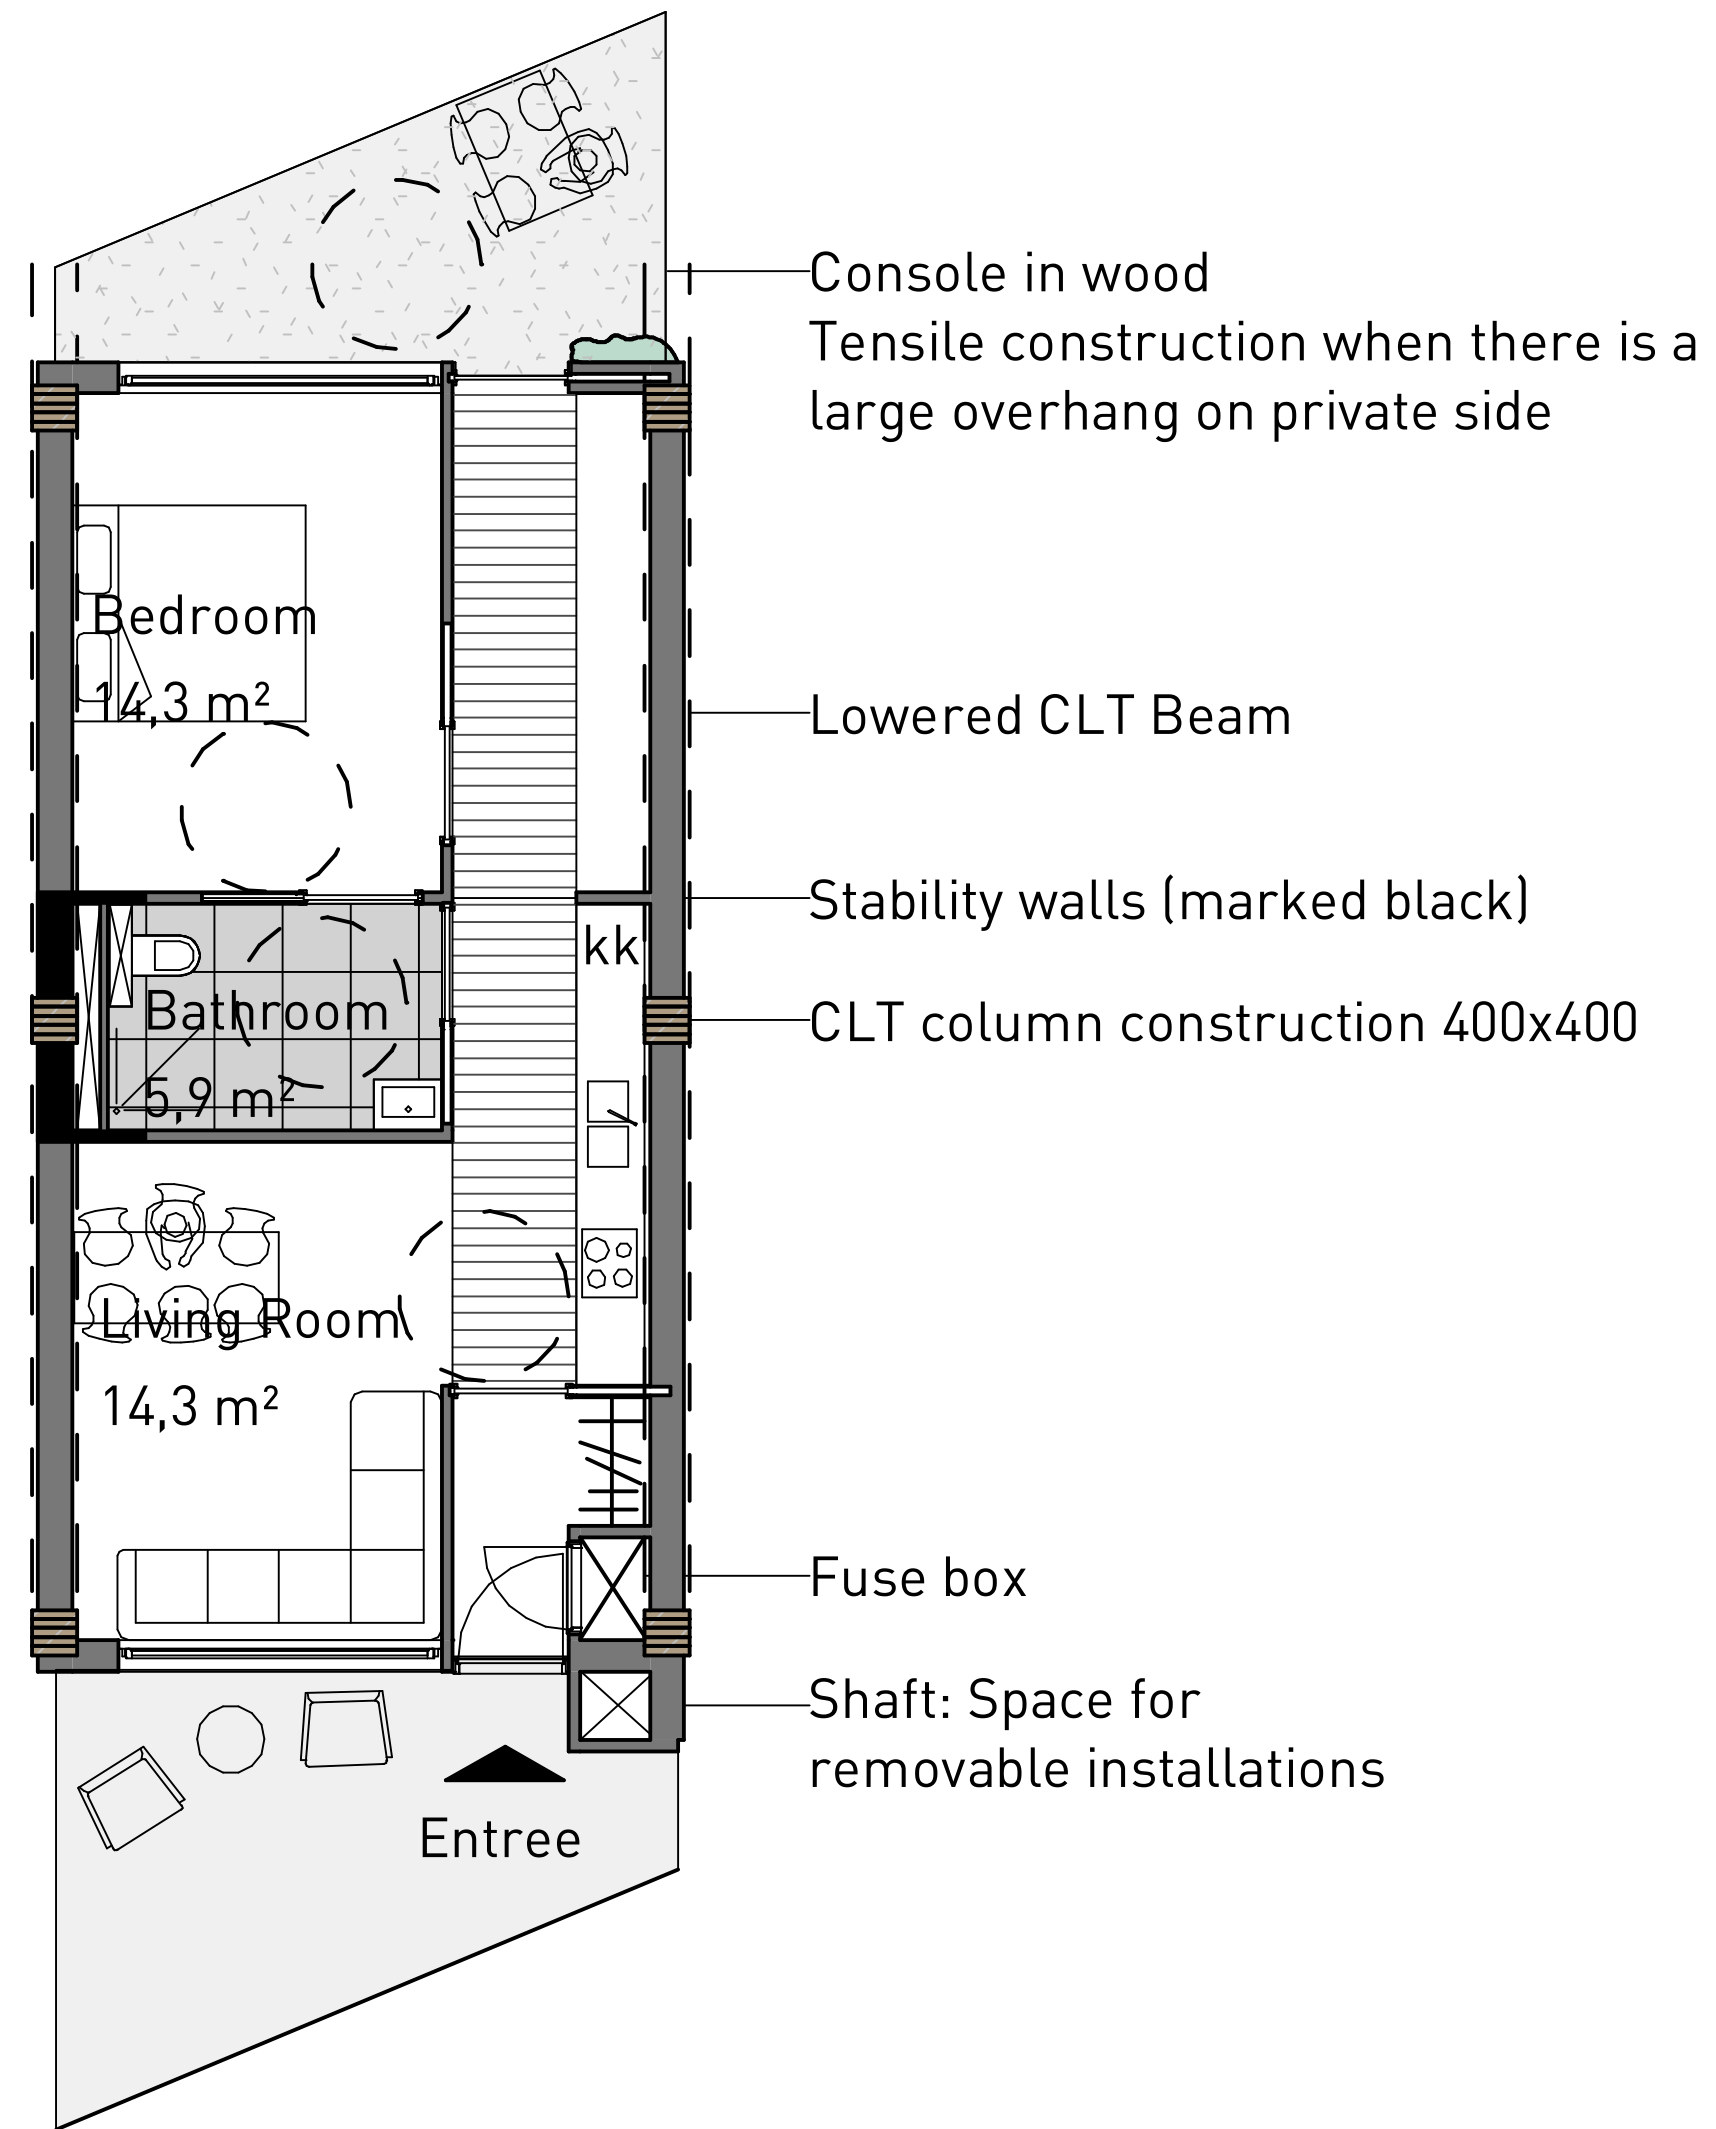 Console in wood
Tensile construction when there is a
large overhang on private side
Bedroom
14,3 m²
Lowered CLT Beam
Stability walls (marked black)
kk
Bathroom
5,9 m²
CLT column construction 400x400
Living Room
14,3 m²
Fuse box
Shaft: Space for
removable installations
Entree